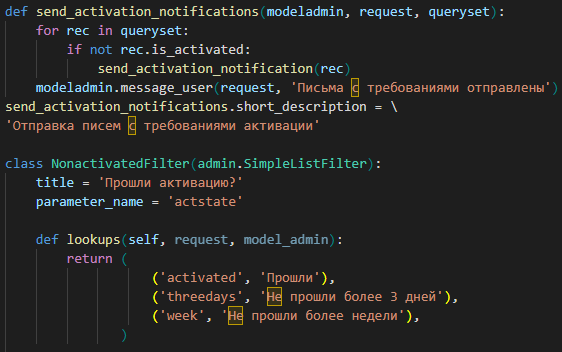 def send_activation_notifications(modeladmin, request, queryset):
    for rec in queryset:
        if not rec.is_activated:
            send_activation_notification(rec)
    modeladmin.message_user(request, 'Письма с требованиями отправлены')
send_activation_notifications.short_description = \
'Отправка писем с требованиями активации'

class NonactivatedFilter(admin.SimpleListFilter):
    title = 'Прошли активацию?'
    parameter_name = 'actstate'

    def lookups(self, request, model_admin):
        return (
                   ('activated', 'Прошли'),
                   ('threedays', 'Не прошли более 3 дней'),
                   ('week', 'Не прошли более недели'),
               )